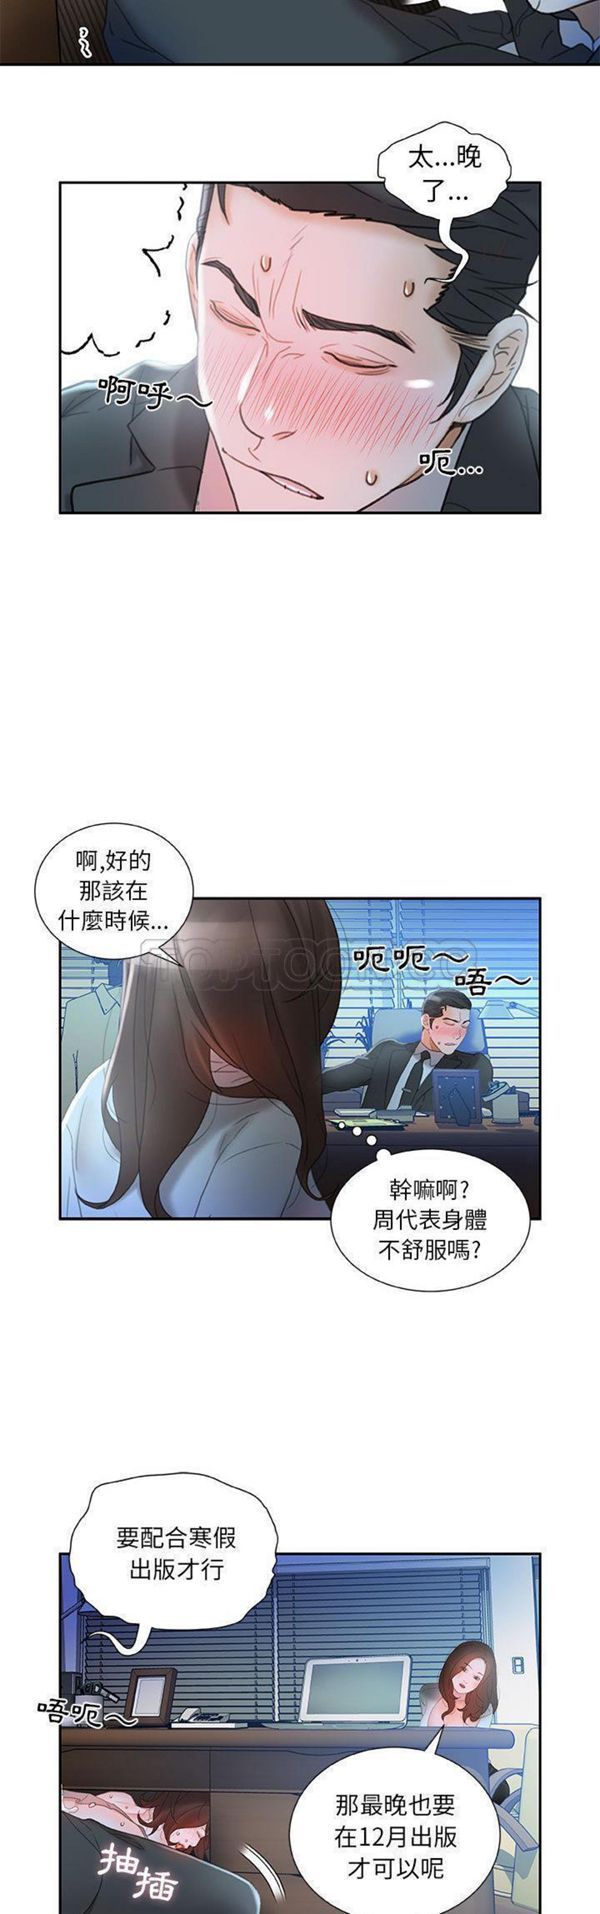 太...晚
了...
啊呼～
呃...
啊,好的
那該在
什麼時候...
TOPTOON.CO
呃呃～
唔～
幹嘛啊?
周代表身體
不舒服嗎?
要配合寒假
出版才行
唔呃～
那最晚也要
在12月出版
才可以呢
抽插